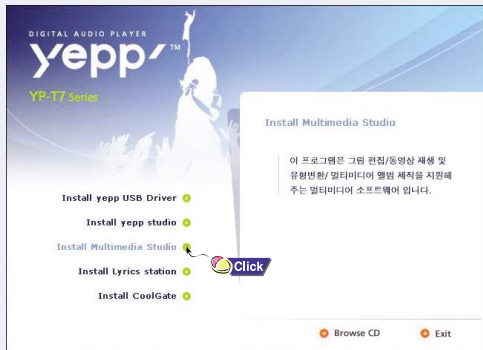 DIGITAL AUDIO PLAYER
yepp' TM
YP-T7 Series
Install Multimedia Studio
이 프로그램은 그림 편집/동영상 재생 및
유형변환/ 멀티미디어 앨범 제작을 지원해
주는 멀티미디어 소프트웨어 입니다.
Install yepp USB Driver
Install yepp studio
Install Multimedia Studio
Click
Install Lyrics station
Install CoolGate
Browse CD
Exit